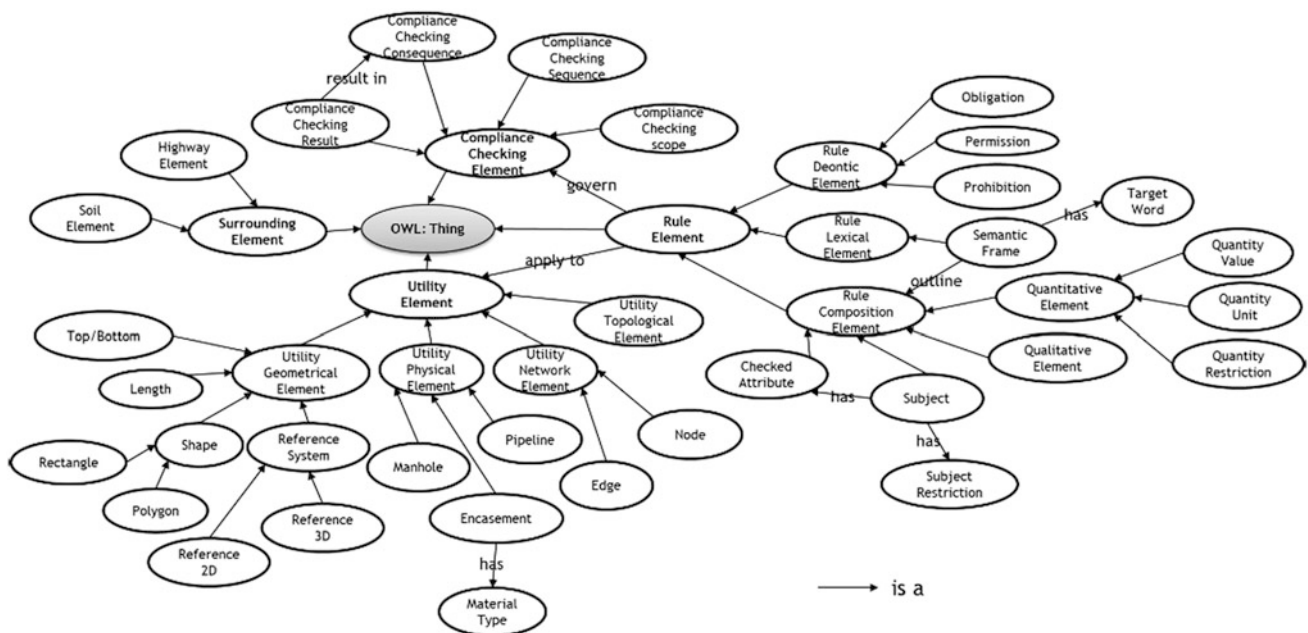 Compliance
Checking
Consequence
Compliance
Checking
Sequence
result in
Compliance
Checking
Result
Compliance
Checking
scope
Obligation
Highway
Element
Compliance
Checking
Element
Rule
Deontic
Element
Permission
Prohibition
govern
Target
Word
has
Soil
Element
Surrounding
Element
OWL: Thing
Rule
Element
Rule
Lexical
Element
Semantic
Frame
Quantity
Value
apply to
outline
Utility
Element
Utility
Topological
Element
Rule
Composition
Element
Quantitative
Element
Quantity
Unit
Top/Bottom
Utility
Geometrical
Element
Utility
Physical
Element
Utility
Network
Element
Checked
Attribute
Qualitative
Element
Quantity
Restriction
Length
has
Subject
Shape
Reference
System
Pipeline
Node
has
Rectangle
Manhole
Edge
Subject
Restriction
Polygon
Reference
3D
Encasement
Reference
2D
has
Material
Type
is a